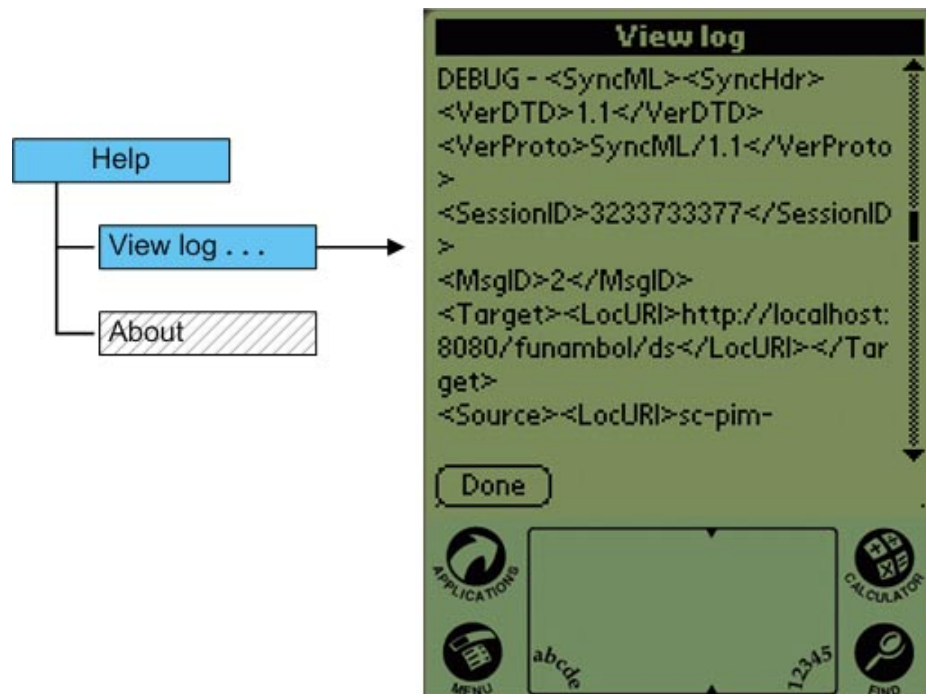 Help
View log . . .
About
View log
DEBUG - <SyncML><SyncHdr>
<VerDTD>1.1</VerDTD>
<VerProto>SyncML/1.1</VerProto
>
<SessionID>3233733377</SessionID
>
<MsgID>2</MsgID>
<Target><LocURI>http://localhost:
8080/funambol/ds</LocURI></Tar
get>
<Source><LocURI>sc-pim-
Done
APPLICATIONS
CALCULATOR
MENU
abcde
12345
FIND